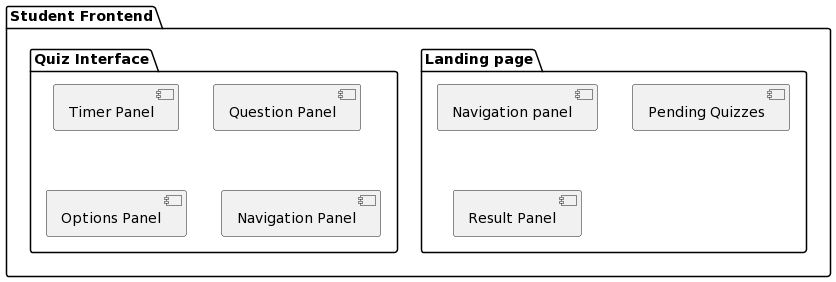 Student Frontend
Quiz Interface
Timer Panel
Question Panel
Options Panel
Navigation Panel
Landing page
Navigation panel
Pending Quizzes
Result Panel